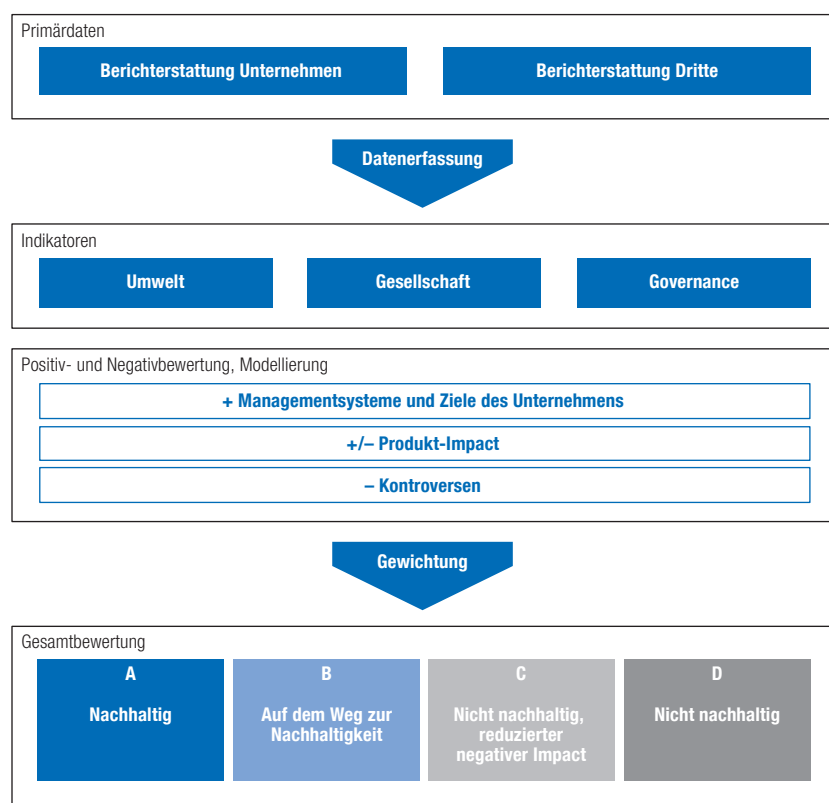 Primärdaten
Berichterstattung Unternehmen
Berichterstattung Dritte
Datenerfassung
Indikatoren
Umwelt
Gesellschaft
Governance
Positiv- und Negativbewertung, Modellierung
+ Managementsysteme und Ziele des Unternehmens
+/– Produkt-Impact
– Kontroversen
Gewichtung
Gesamtbewertung
A
Nachhaltig
B
Auf dem Weg zur
Nachhaltigkeit
C
Nicht nachhaltig,
reduzierter
negativer Impact
D
Nicht nachhaltig